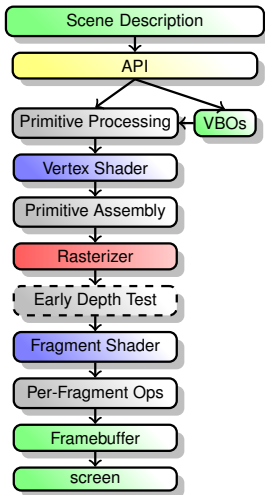 Scene Description
API
Primitive Processing
VBOs
Vertex Shader
Primitive Assembly
Rasterizer
Early Depth Test
Fragment Shader
Per-Fragment Ops
Framebuffer
screen